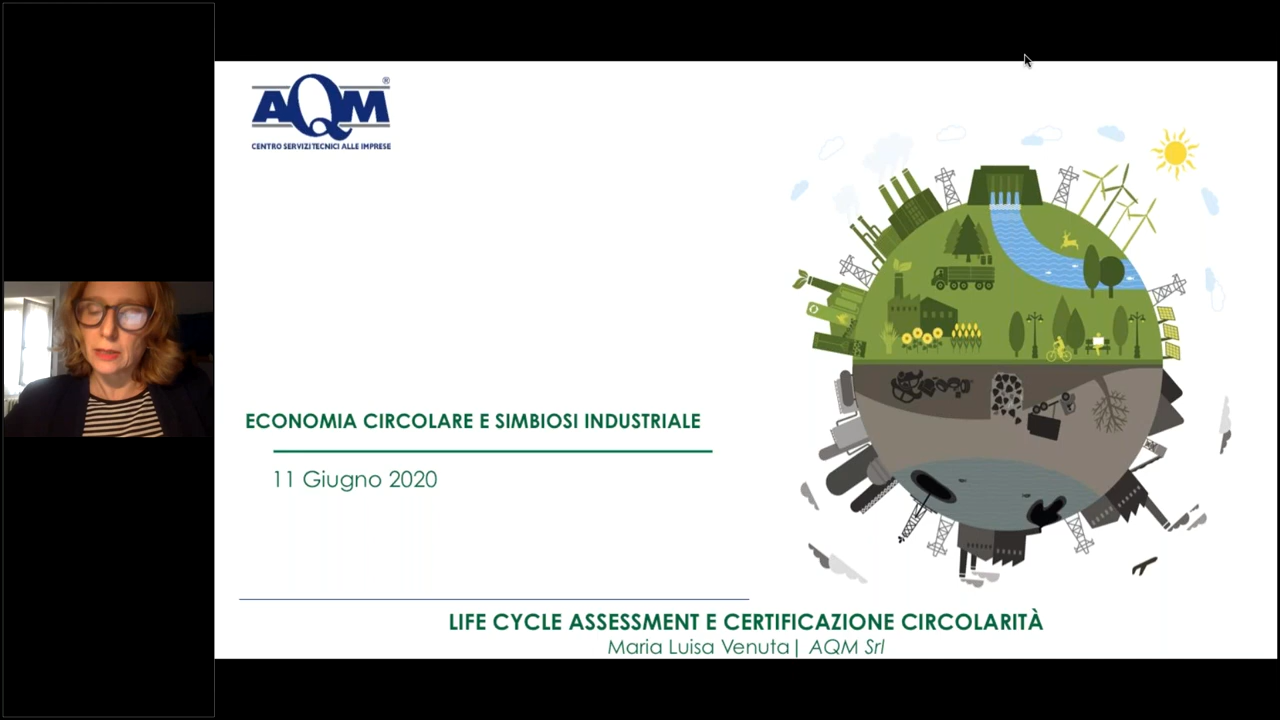 AQM®
CENTRO SERVIZI TECNICI ALLE IMPRESE
ECONOMIA CIRCOLARE E SIMBIOSI INDUSTRIALE
11 Giugno 2020
LIFE CYCLE ASSESSMENT E CERTIFICAZIONE CIRCOLARITÀ
Maria Luisa Venuta| AQM Srl